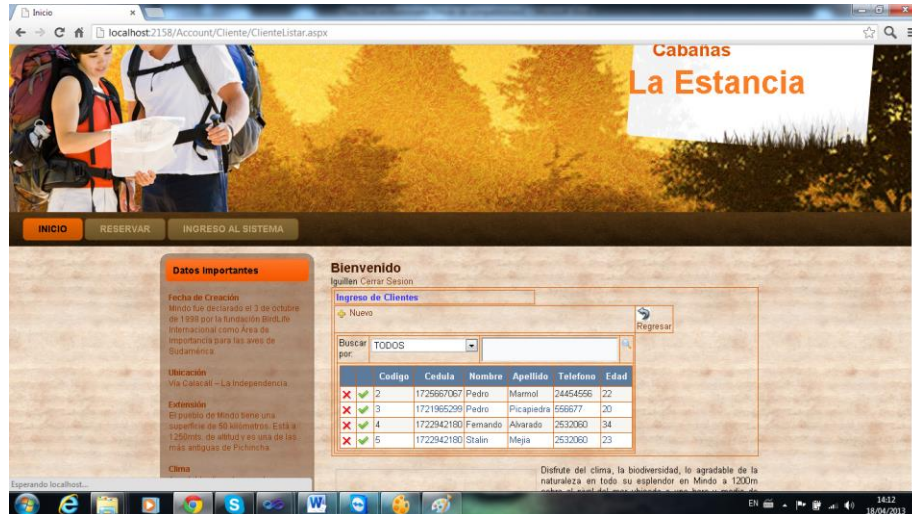 Inicio
localhost:2158/Account/Cliente/ClienteListar.aspx
Cabañas
La Estancia
INICIO
RESERVAR
INGRESO AL SISTEMA
Datos Importantes
Fecha de Creación
Mindo fue declarado el 3 de octubre
de 1998 por la fundación BirdLife
Internacional como Área de
Importancia para las aves de
Sudamérica.
Ubicación
Vía Calacalí – La Independencia
Extensión
El pueblo de Mindo tiene una
superficie de 50 kilómetros. Está a
1250mts. de altitud y es una de las
más antiguas de Pichincha
Clima
Bienvenido
lguillen Cerrar Sesion
Ingreso de Clientes
Nuevo
Regresar
Buscar por:
TODOS
Codigo Cedula Nombre Apellido Telefono Edad
2 1725667067 Pedro Marmol 24454556 22
3 1721965299 Pedro Picapiedra 556677 20
4 1722942180 Fernando Alvarado 2532060 34
5 1722942180 Stalin Mejia 2532060 23
Disfrute del clima, la biodiversidad, lo agradable de la
naturaleza en todo su esplendor en Mindo a 1200m
Esperando localhost...
EN
14:12
18/04/2013